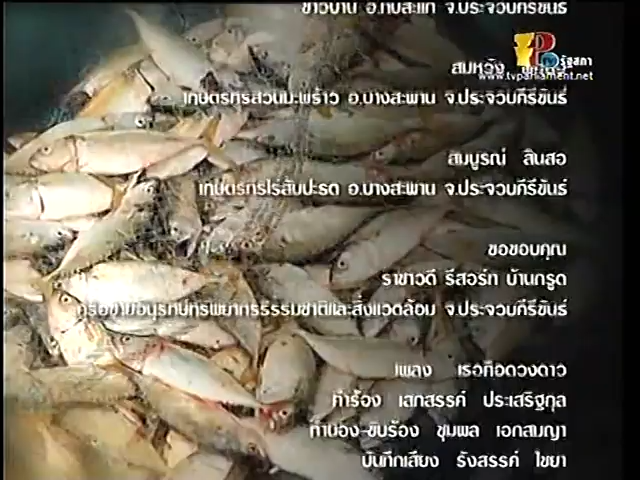 ชาวบ้าน อ.ทับสะแก จ.ประจวบคีรีขันธ์
รัฐสภา
สมหวัง
www.tvparliament.net
เกษตรกรสวนมะพร้าว อ.บางสะพาน จ.ประจวบคีรีขันธ์
สมบูรณ์ สินสอ
เกษตรกรไร่สับปะรด อ.บางสะพาน จ.ประจวบคีรีขันธ์
ขอขอบคุณ
ราชาวดี รีสอร์ท บ้านกรูด
เครือข่ายอนุรักษ์ทรัพยากรธรรมชาติและสิ่งแวดล้อม จ.ประจวบคีรีขันธ์
เพลง เธอคือดวงดาว
คำร้อง เสกสรรค์ ประเสริฐกุล
ทำนอง-ขับร้อง ชุมพล เอกสมญา
บันทึกเสียง รังสรรค์ ไชยา